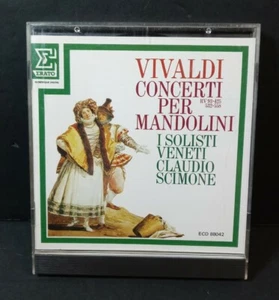 ERATO
VIVALDI
CONCERTI
PER
MANDOLINI
I SOLISTI
VENETI
CLAUDIO
SCIMONE
ECD 88042